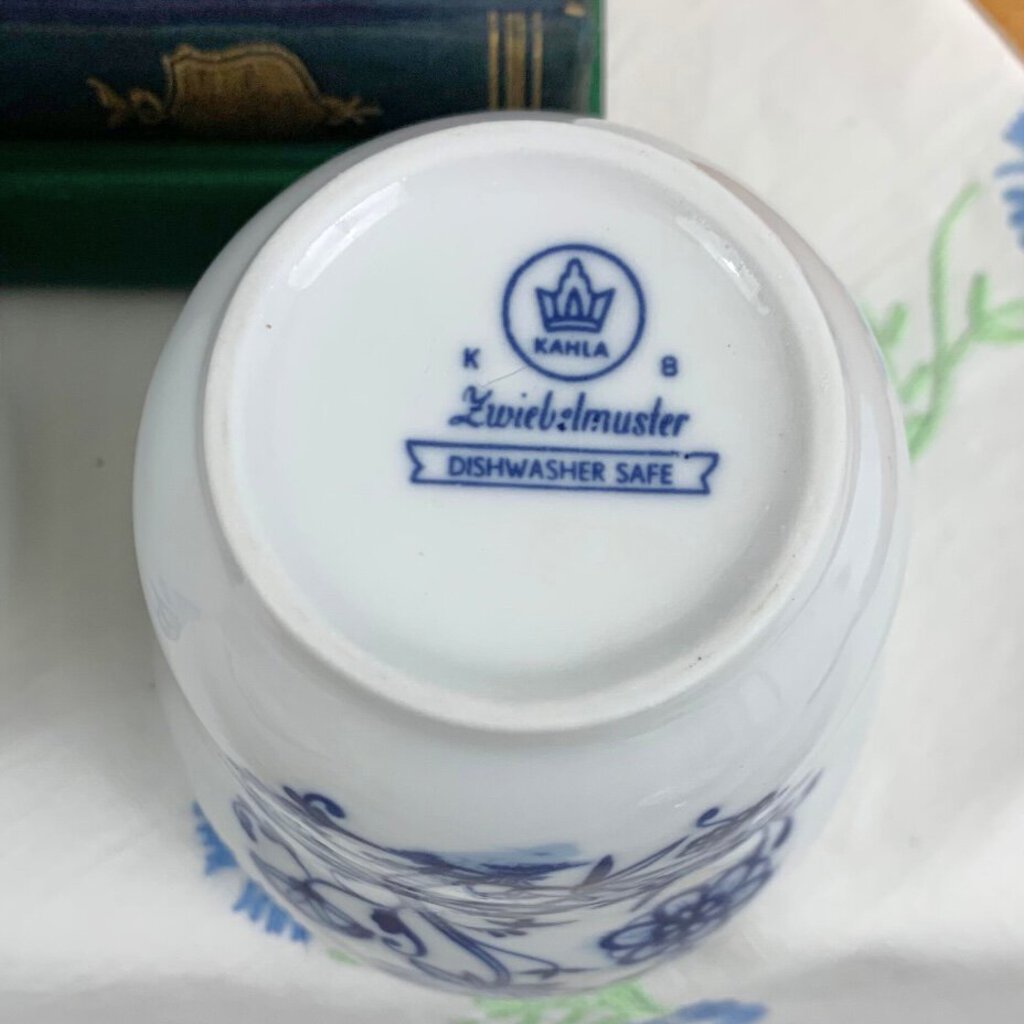 KAHLA
K B
Zwiebelmuster
DISHWASHER SAFE